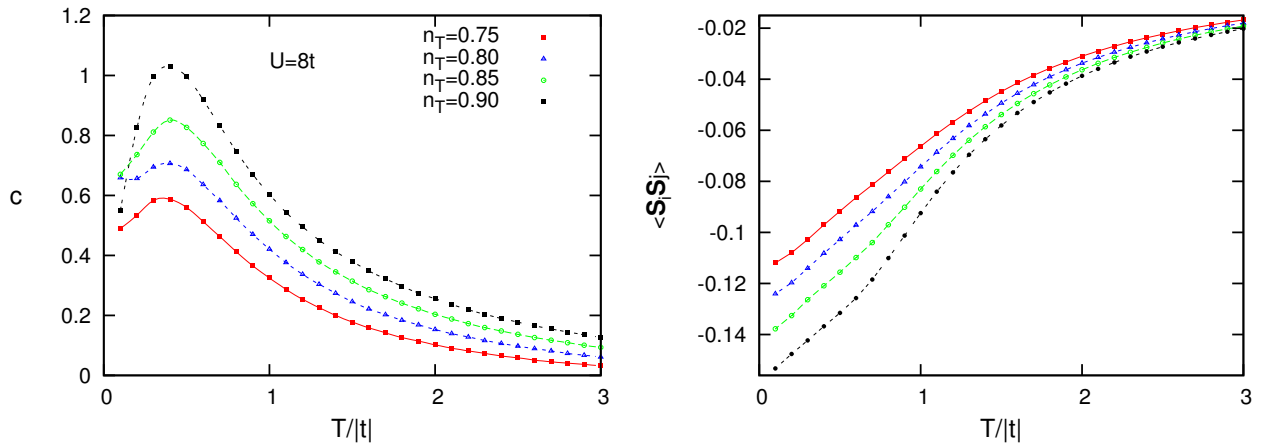 1.2
1
0.8
0.6
0.4
0.2
0
c
0 1 2 3
T/|t|
U=8t
n_T=0.75
n_T=0.80
n_T=0.85
n_T=0.90
-0.02
-0.04
-0.06
-0.08
-0.1
-0.12
-0.14
<S_iS_j>
0 1 2 3
T/|t|